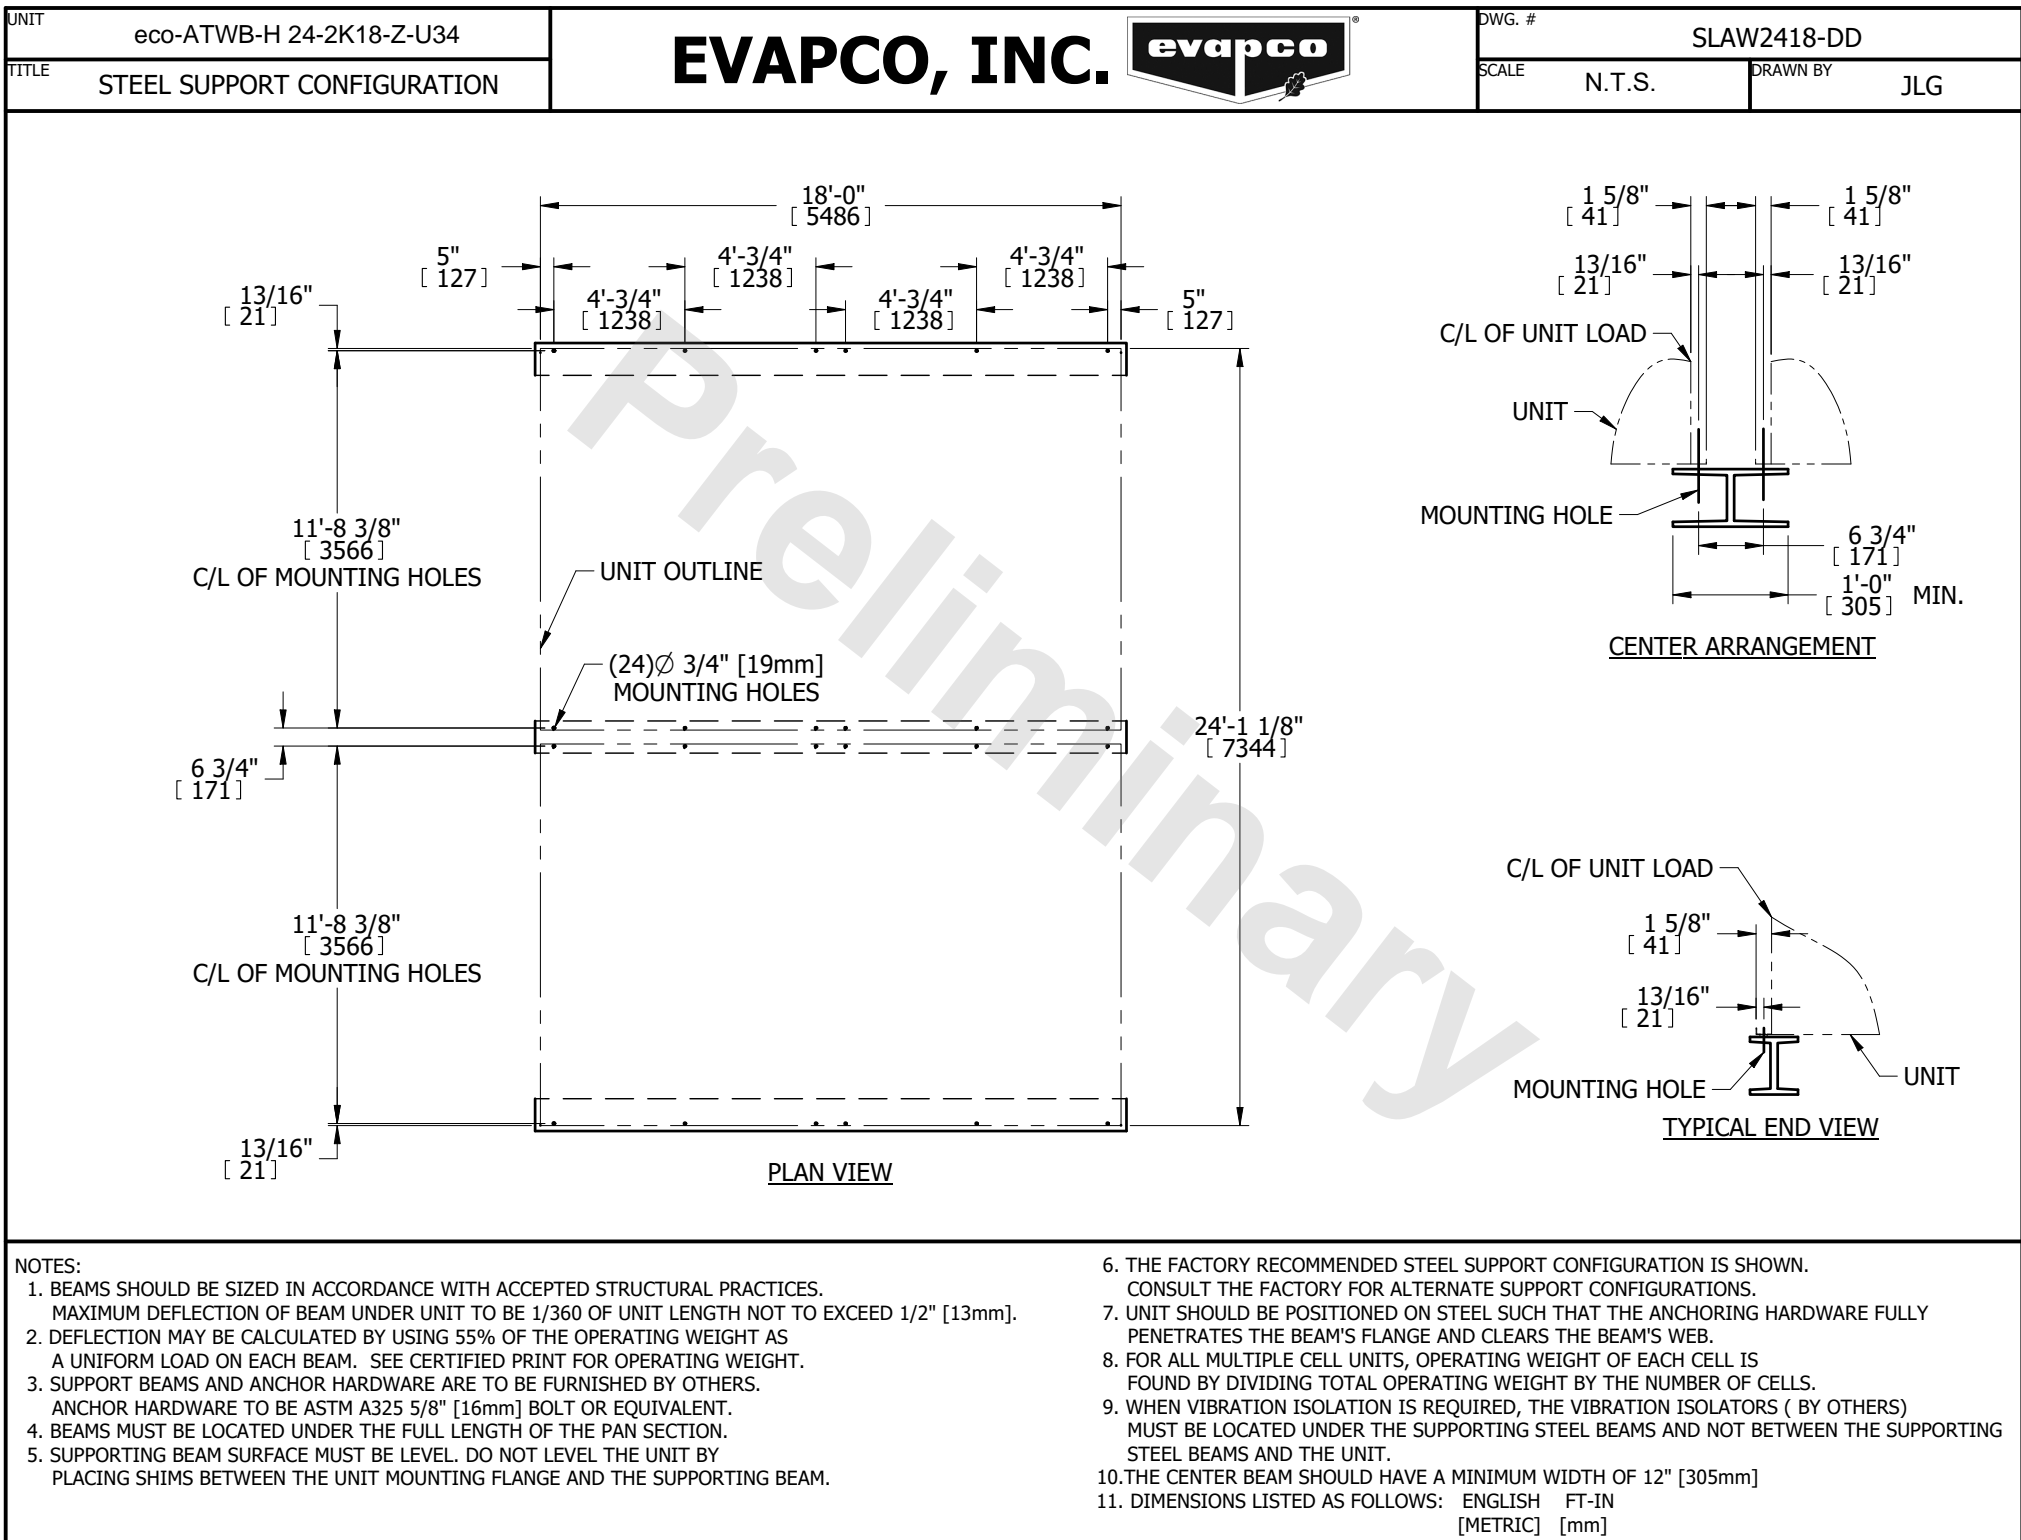 UNIT
eco-ATWB-H 24-2K18-Z-U34
TITLE
STEEL SUPPORT CONFIGURATION
EVAPCO, INC.
evapco®
DWG. #
SLAW2418-DD
SCALE
N.T.S.
DRAWN BY
JLG
18'-0"
[ 5486 ]
5"
[ 127 ]
4'-3/4"
[ 1238 ]
4'-3/4"
[ 1238 ]
13/16"
[ 21 ]
4'-3/4"
[ 1238 ]
4'-3/4"
[ 1238 ]
5"
[ 127 ]
11'-8 3/8"
[ 3566 ]
C/L OF MOUNTING HOLES
UNIT OUTLINE
(24)Ø 3/4" [19mm]
MOUNTING HOLES
24'-1 1/8"
[ 7344 ]
6 3/4"
[ 171 ]
11'-8 3/8"
[ 3566 ]
C/L OF MOUNTING HOLES
13/16"
[ 21 ]
PLAN VIEW
Preliminary
1 5/8"
[ 41 ]
1 5/8"
[ 41 ]
13/16"
[ 21 ]
13/16"
[ 21 ]
C/L OF UNIT LOAD
UNIT
MOUNTING HOLE
6 3/4"
[ 171 ]
1'-0"
[ 305 ] MIN.
CENTER ARRANGEMENT
C/L OF UNIT LOAD
1 5/8"
[ 41 ]
13/16"
[ 21 ]
MOUNTING HOLE
UNIT
TYPICAL END VIEW
NOTES:
1. BEAMS SHOULD BE SIZED IN ACCORDANCE WITH ACCEPTED STRUCTURAL PRACTICES.
MAXIMUM DEFLECTION OF BEAM UNDER UNIT TO BE 1/360 OF UNIT LENGTH NOT TO EXCEED 1/2" [13mm].
2. DEFLECTION MAY BE CALCULATED BY USING 55% OF THE OPERATING WEIGHT AS
A UNIFORM LOAD ON EACH BEAM. SEE CERTIFIED PRINT FOR OPERATING WEIGHT.
3. SUPPORT BEAMS AND ANCHOR HARDWARE ARE TO BE FURNISHED BY OTHERS.
ANCHOR HARDWARE TO BE ASTM A325 5/8" [16mm] BOLT OR EQUIVALENT.
4. BEAMS MUST BE LOCATED UNDER THE FULL LENGTH OF THE PAN SECTION.
5. SUPPORTING BEAM SURFACE MUST BE LEVEL. DO NOT LEVEL THE UNIT BY
PLACING SHIMS BETWEEN THE UNIT MOUNTING FLANGE AND THE SUPPORTING BEAM.
6. THE FACTORY RECOMMENDED STEEL SUPPORT CONFIGURATION IS SHOWN.
CONSULT THE FACTORY FOR ALTERNATE SUPPORT CONFIGURATIONS.
7. UNIT SHOULD BE POSITIONED ON STEEL SUCH THAT THE ANCHORING HARDWARE FULLY
PENETRATES THE BEAM'S FLANGE AND CLEARS THE BEAM'S WEB.
8. FOR ALL MULTIPLE CELL UNITS, OPERATING WEIGHT OF EACH CELL IS
FOUND BY DIVIDING TOTAL OPERATING WEIGHT BY THE NUMBER OF CELLS.
9. WHEN VIBRATION ISOLATION IS REQUIRED, THE VIBRATION ISOLATORS ( BY OTHERS)
MUST BE LOCATED UNDER THE SUPPORTING STEEL BEAMS AND NOT BETWEEN THE SUPPORTING
STEEL BEAMS AND THE UNIT.
10.THE CENTER BEAM SHOULD HAVE A MINIMUM WIDTH OF 12" [305mm]
11. DIMENSIONS LISTED AS FOLLOWS: ENGLISH FT-IN
[METRIC] [mm]